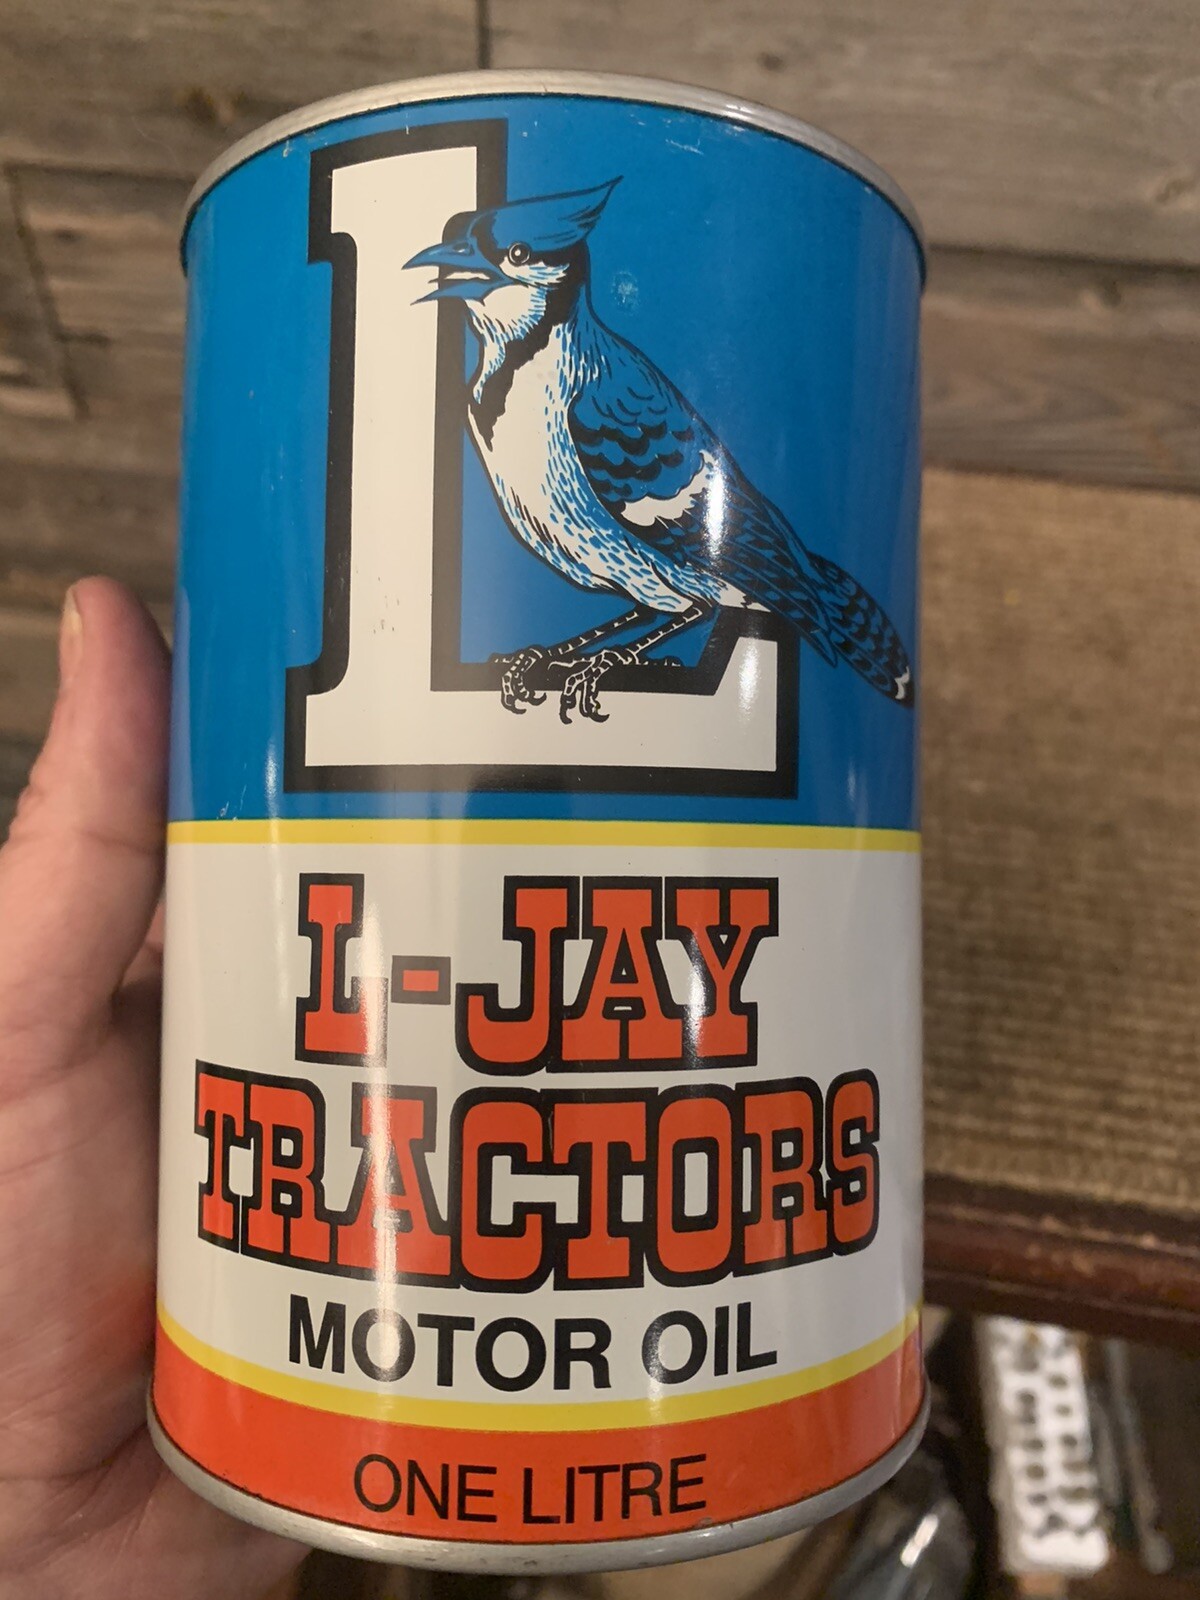 L
L-JAY
TRACTORS
MOTOR OIL
ONE LITRE